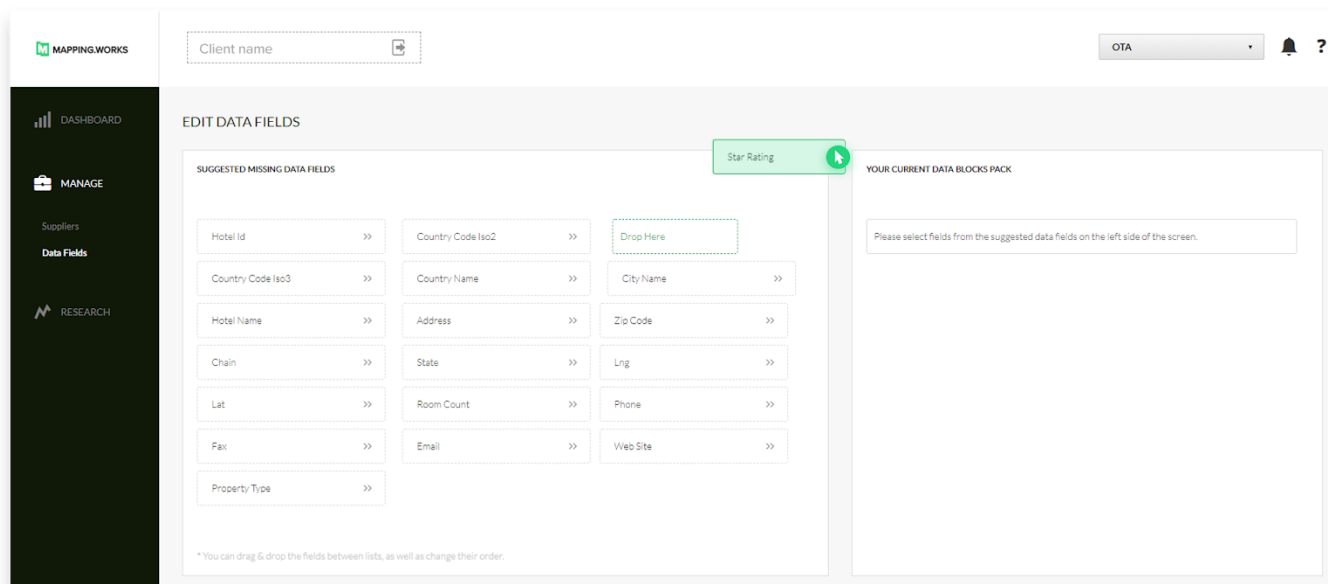 MAPPING.WORKS
Client name
OTA
?
DASHBOARD
MANAGE
Suppliers
Data Fields
RESEARCH
EDIT DATA FIELDS
Star Rating
SUGGESTED MISSING DATA FIELDS
Hotel Id >> Country Code Iso2 >> Drop Here
Country Code Iso3 >> Country Name >> City Name >>
Hotel Name >> Address >> Zip Code >>
Chain >> State >> Lng >>
Lat >> Room Count >> Phone >>
Fax >> Email >> Web Site >>
Property Type >>
* You can drag & drop the fields between lists, as well as change their order.
YOUR CURRENT DATA BLOCKS PACK
Please select fields from the suggested data fields on the left side of the screen.